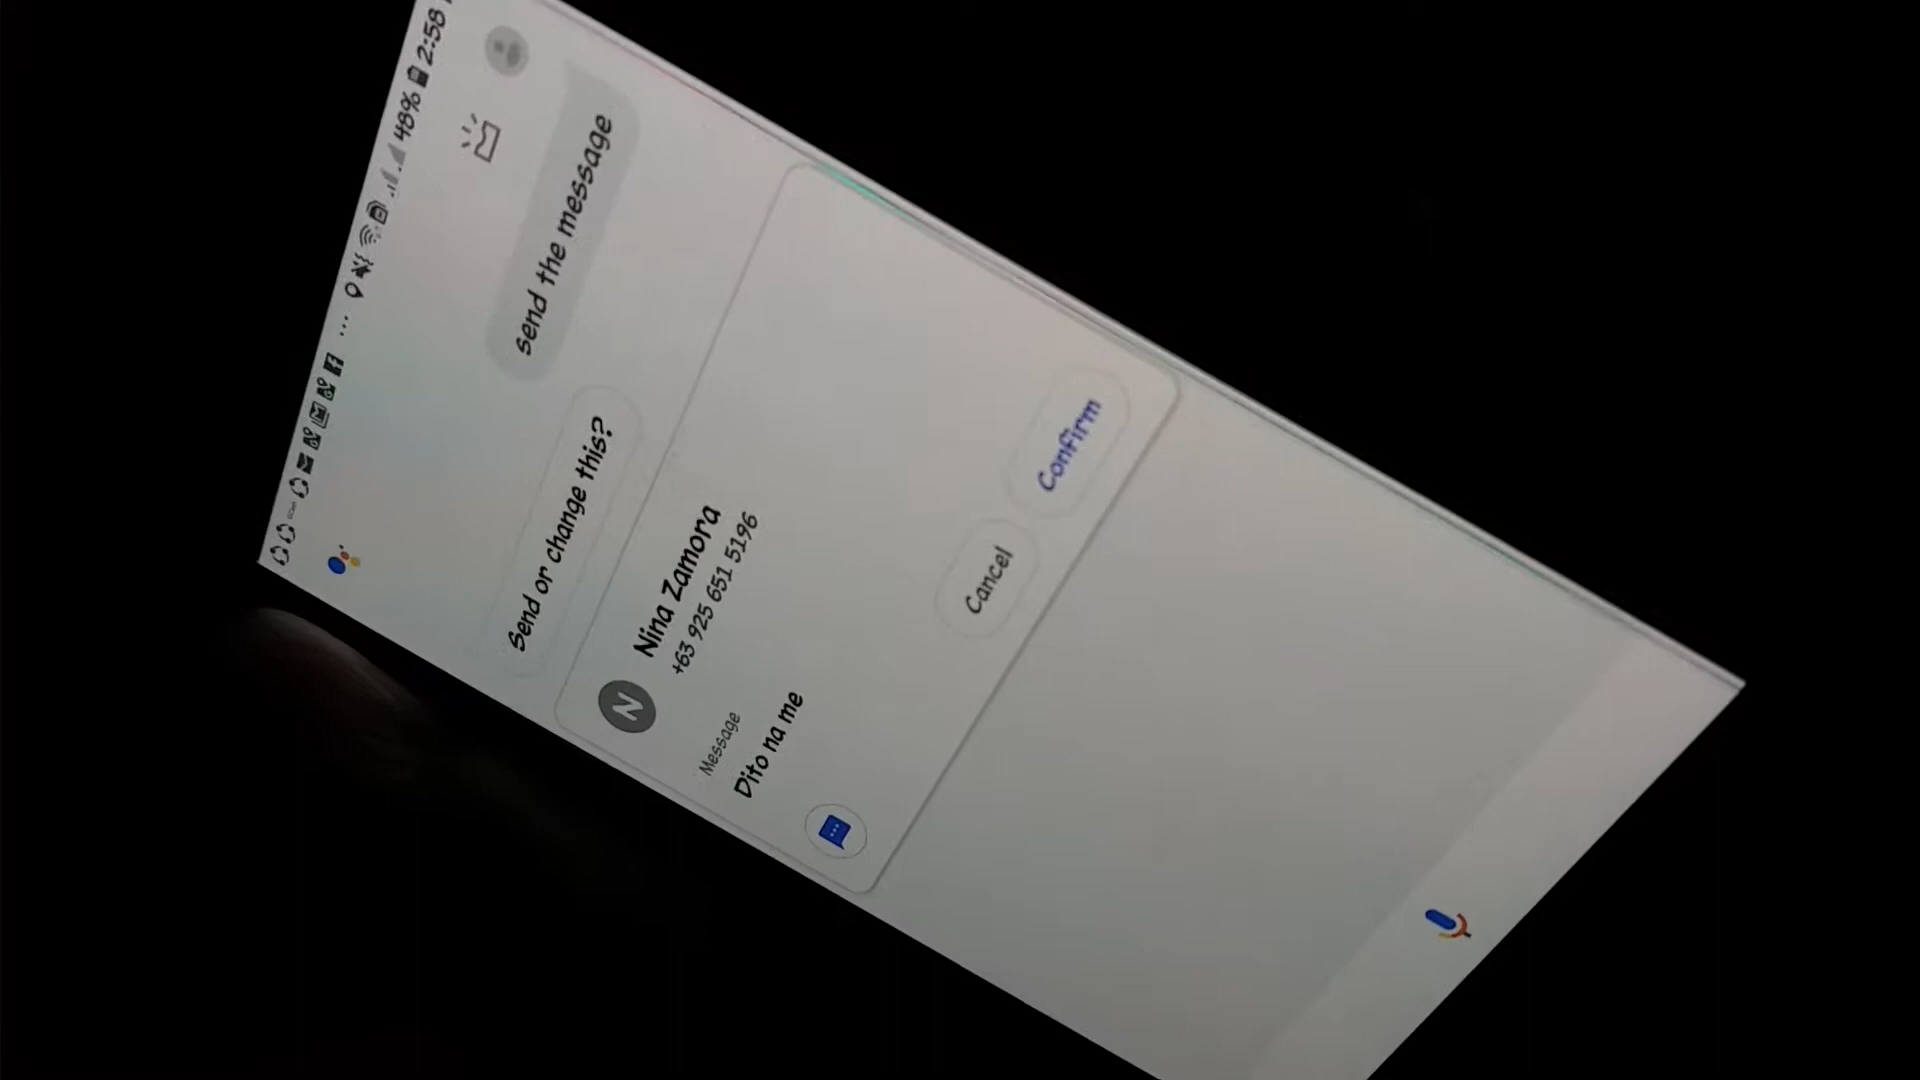 48% 2:58
send the message
Send or change this?
N
Nina Zamora
+63 925 651 5196
Message
Dito na me
Cancel
Confirm